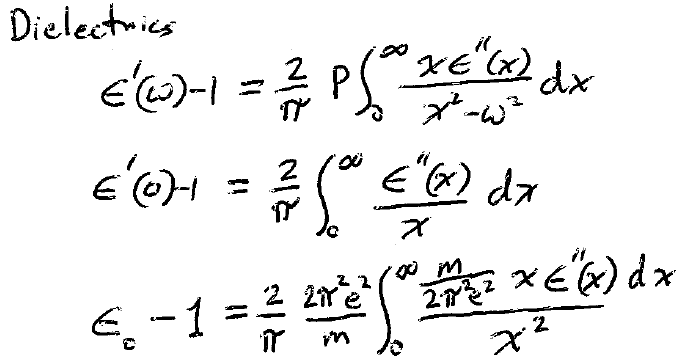 Dielectrics
ε′(ω)-1 = 2/π P∫₀^∞ xε″(x)/(x²-ω²) dx
ε′(0)-1 = 2/π ∫₀^∞ ε″(x)/x dx
ε₀ - 1 = 2/π 2π²e²/m ∫₀^∞ (m/(2π²e²) xε″(x) dx)/x²